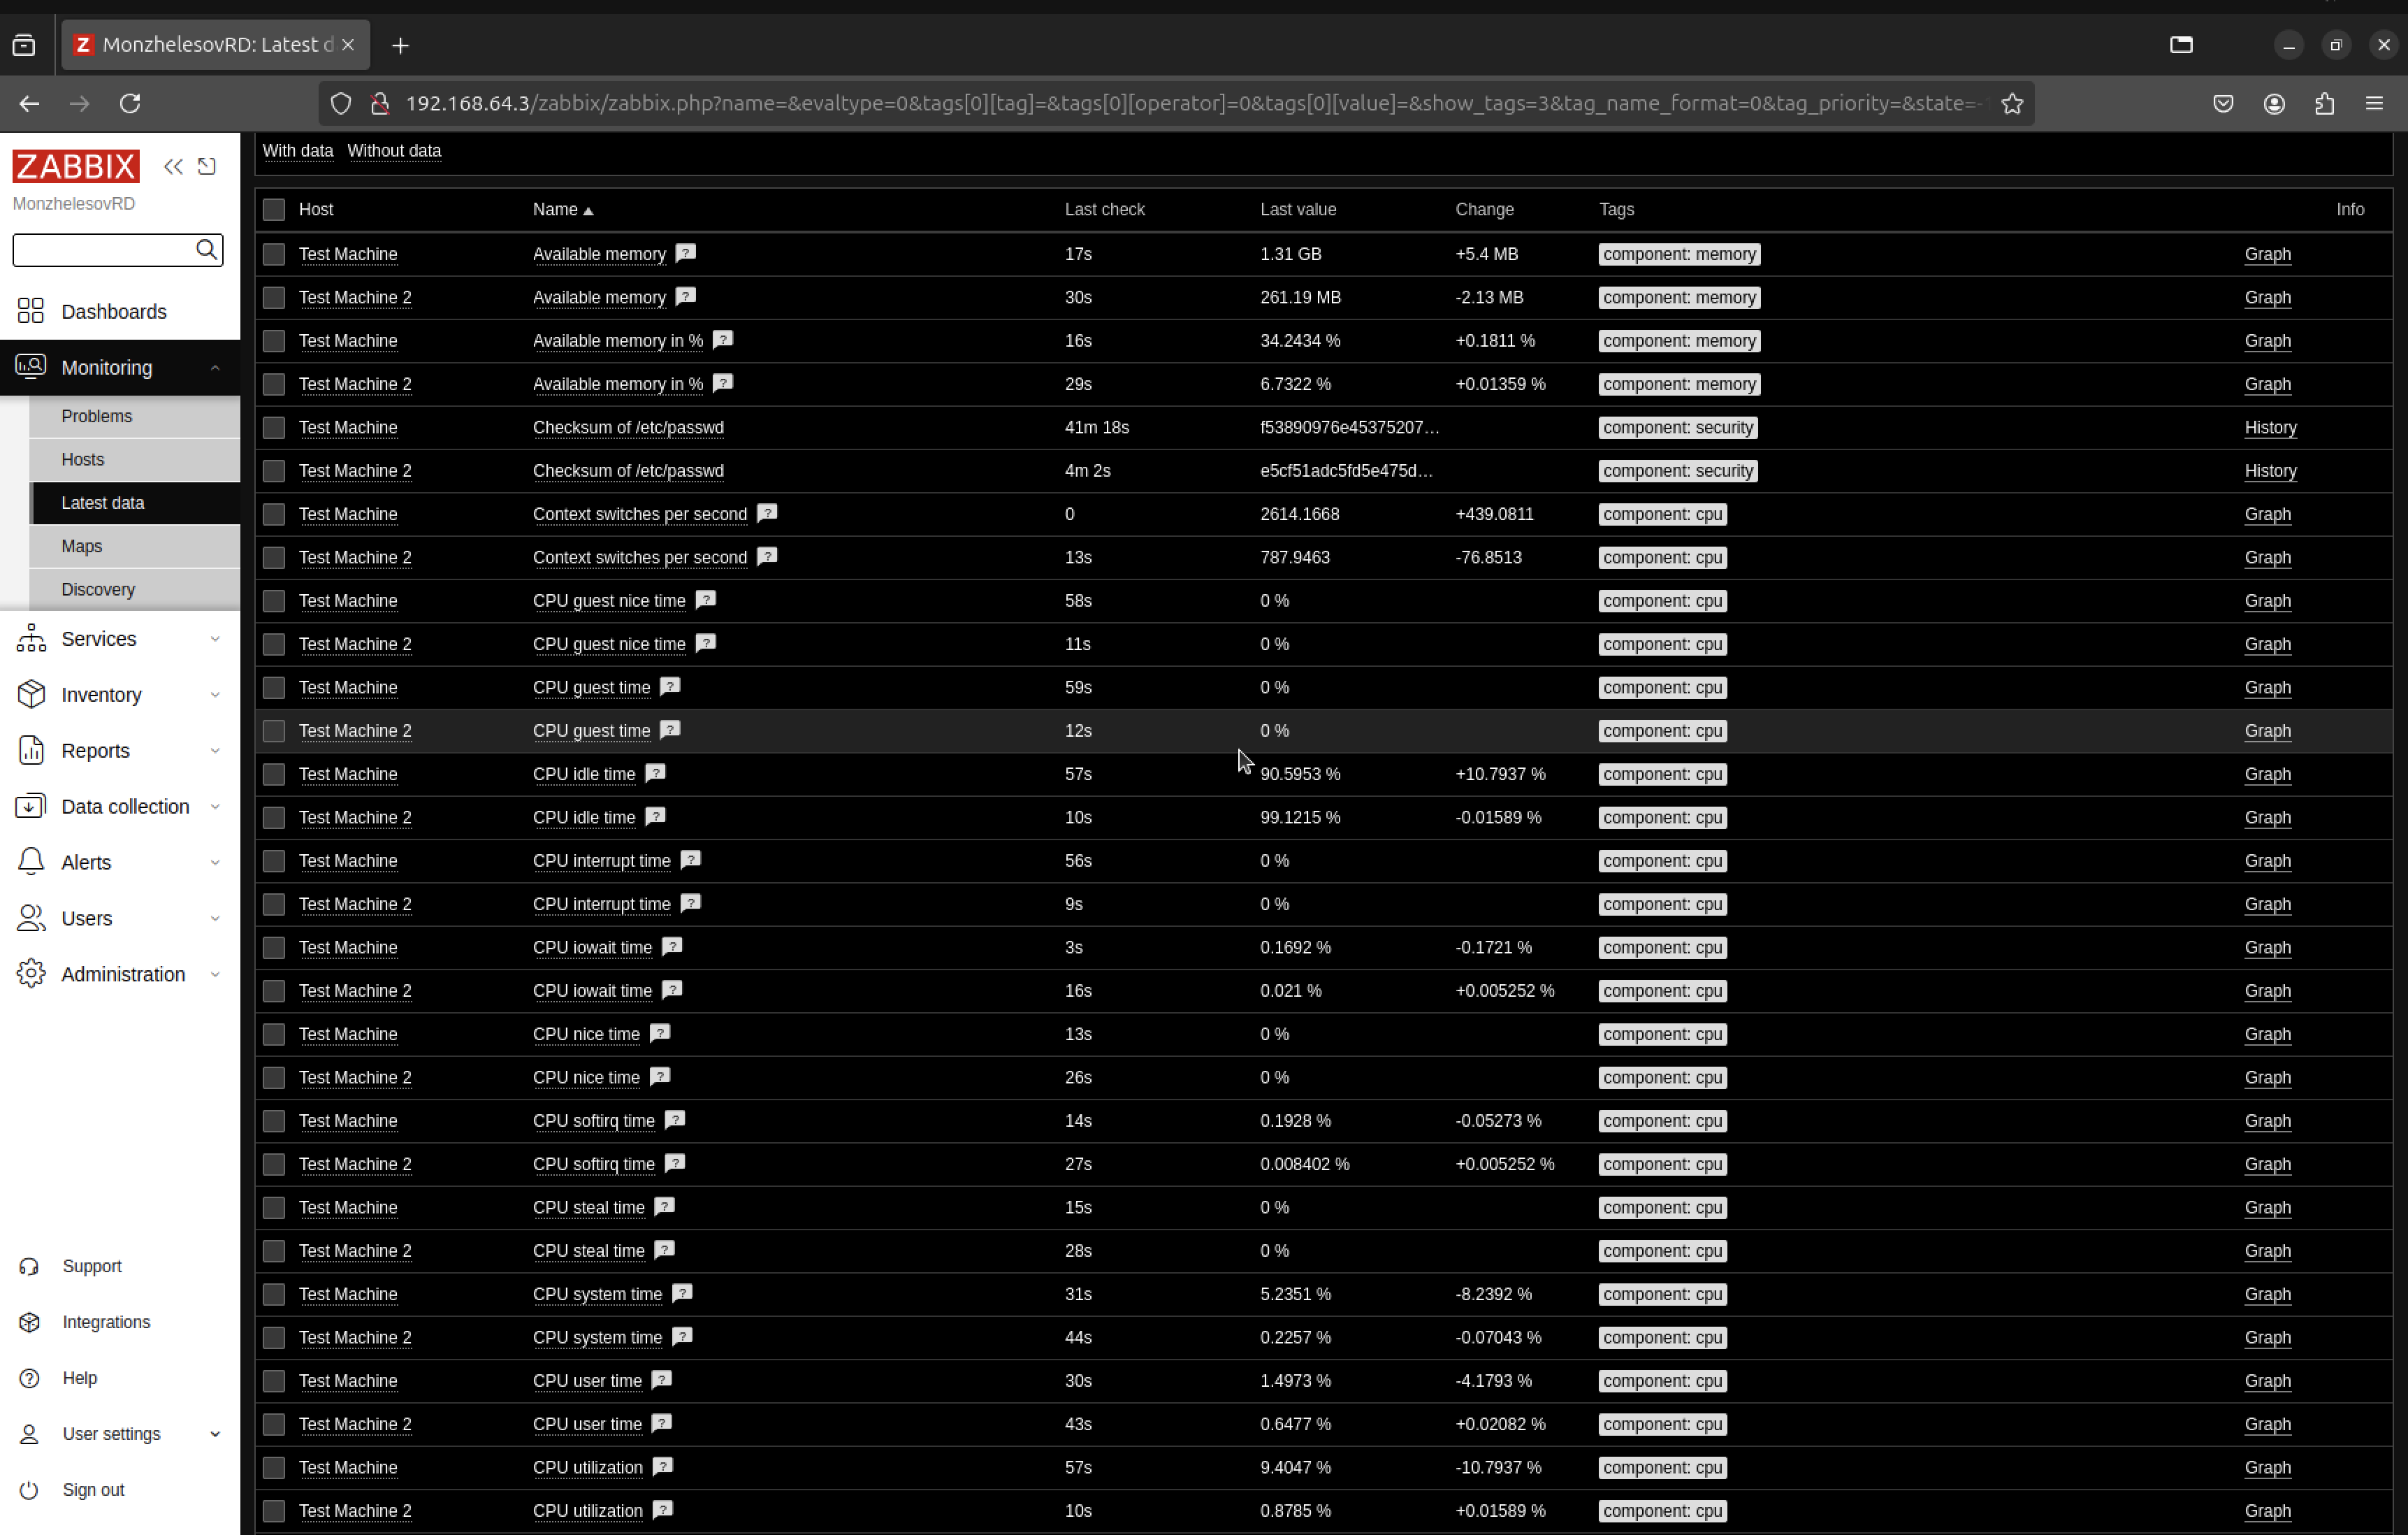 MonzhelesovRD: Latest d
192.168.64.3/zabbix/zabbix.php?name=&evaltype=0&tags[0][tag]=&tags[0][operator]=0&tags[0][value]=&show_tags=3&tag_name_format=0&tag_priority=&state=-
ZABBIX
MonzhelesovRD
Dashboards
Monitoring
Problems
Hosts
Latest data
Maps
Discovery
Services
Inventory
Reports
Data collection
Alerts
Users
Administration
Support
Integrations
Help
User settings
Sign out
With data Without data
Host Name Last check Last value Change Tags Info
Test Machine Available memory 17s 1.31 GB +5.4 MB component: memory Graph
Test Machine 2 Available memory 30s 261.19 MB -2.13 MB component: memory Graph
Test Machine Available memory in % 16s 34.2434 % +0.1811 % component: memory Graph
Test Machine 2 Available memory in % 29s 6.7322 % +0.01359 % component: memory Graph
Test Machine Checksum of /etc/passwd 41m 18s f53890976e45375207… component: security History
Test Machine 2 Checksum of /etc/passwd 4m 2s e5cf51adc5fd5e475d… component: security History
Test Machine Context switches per second 0 2614.1668 +439.0811 component: cpu Graph
Test Machine 2 Context switches per second 13s 787.9463 -76.8513 component: cpu Graph
Test Machine CPU guest nice time 58s 0 % component: cpu Graph
Test Machine 2 CPU guest nice time 11s 0 % component: cpu Graph
Test Machine CPU guest time 59s 0 % component: cpu Graph
Test Machine 2 CPU guest time 12s 0 % component: cpu Graph
Test Machine CPU idle time 57s 90.5953 % +10.7937 % component: cpu Graph
Test Machine 2 CPU idle time 10s 99.1215 % -0.01589 % component: cpu Graph
Test Machine CPU interrupt time 56s 0 % component: cpu Graph
Test Machine 2 CPU interrupt time 9s 0 % component: cpu Graph
Test Machine CPU iowait time 3s 0.1692 % -0.1721 % component: cpu Graph
Test Machine 2 CPU iowait time 16s 0.021 % +0.005252 % component: cpu Graph
Test Machine CPU nice time 13s 0 % component: cpu Graph
Test Machine 2 CPU nice time 26s 0 % component: cpu Graph
Test Machine CPU softirq time 14s 0.1928 % -0.05273 % component: cpu Graph
Test Machine 2 CPU softirq time 27s 0.008402 % +0.005252 % component: cpu Graph
Test Machine CPU steal time 15s 0 % component: cpu Graph
Test Machine 2 CPU steal time 28s 0 % component: cpu Graph
Test Machine CPU system time 31s 5.2351 % -8.2392 % component: cpu Graph
Test Machine 2 CPU system time 44s 0.2257 % -0.07043 % component: cpu Graph
Test Machine CPU user time 30s 1.4973 % -4.1793 % component: cpu Graph
Test Machine 2 CPU user time 43s 0.6477 % +0.02082 % component: cpu Graph
Test Machine CPU utilization 57s 9.4047 % -10.7937 % component: cpu Graph
Test Machine 2 CPU utilization 10s 0.8785 % +0.01589 % component: cpu Graph